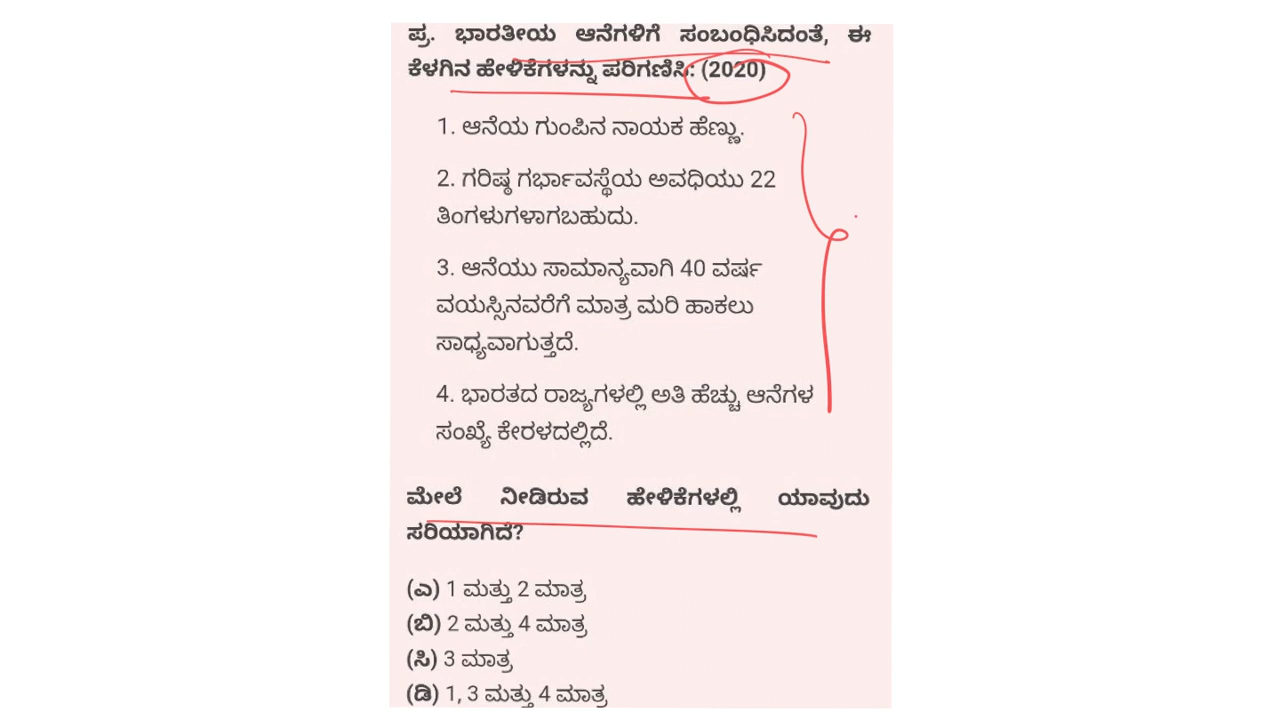 ಪ್ರ. ಭಾರತೀಯ ಆನೆಗಳಿಗೆ ಸಂಬಂಧಿಸಿದಂತೆ, ಈ
ಕೆಳಗಿನ ಹೇಳಿಕೆಗಳನ್ನು ಪರಿಗಣಿಸಿ: (2020)
1. ಆನೆಯ ಗುಂಪಿನ ನಾಯಕ ಹೆಣ್ಣು.
2. ಗರಿಷ್ಠ ಗರ್ಭಾವಸ್ಥೆಯ ಅವಧಿಯು 22
ತಿಂಗಳುಗಳಾಗಬಹುದು.
3. ಆನೆಯು ಸಾಮಾನ್ಯವಾಗಿ 40 ವರ್ಷ
ವಯಸ್ಸಿನವರೆಗೆ ಮಾತ್ರ ಮರಿ ಹಾಕಲು
ಸಾಧ್ಯವಾಗುತ್ತದೆ.
4. ಭಾರತದ ರಾಜ್ಯಗಳಲ್ಲಿ ಅತಿ ಹೆಚ್ಚು ಆನೆಗಳ
ಸಂಖ್ಯೆ ಕೇರಳದಲ್ಲಿದೆ.
ಮೇಲೆ ನೀಡಿರುವ ಹೇಳಿಕೆಗಳಲ್ಲಿ ಯಾವುದು
ಸರಿಯಾಗಿದೆ?
(ಎ) 1 ಮತ್ತು 2 ಮಾತ್ರ
(ಬಿ) 2 ಮತ್ತು 4 ಮಾತ್ರ
(ಸಿ) 3 ಮಾತ್ರ
(ಡಿ) 1, 3 ಮತ್ತು 4 ಮಾತ್ರ